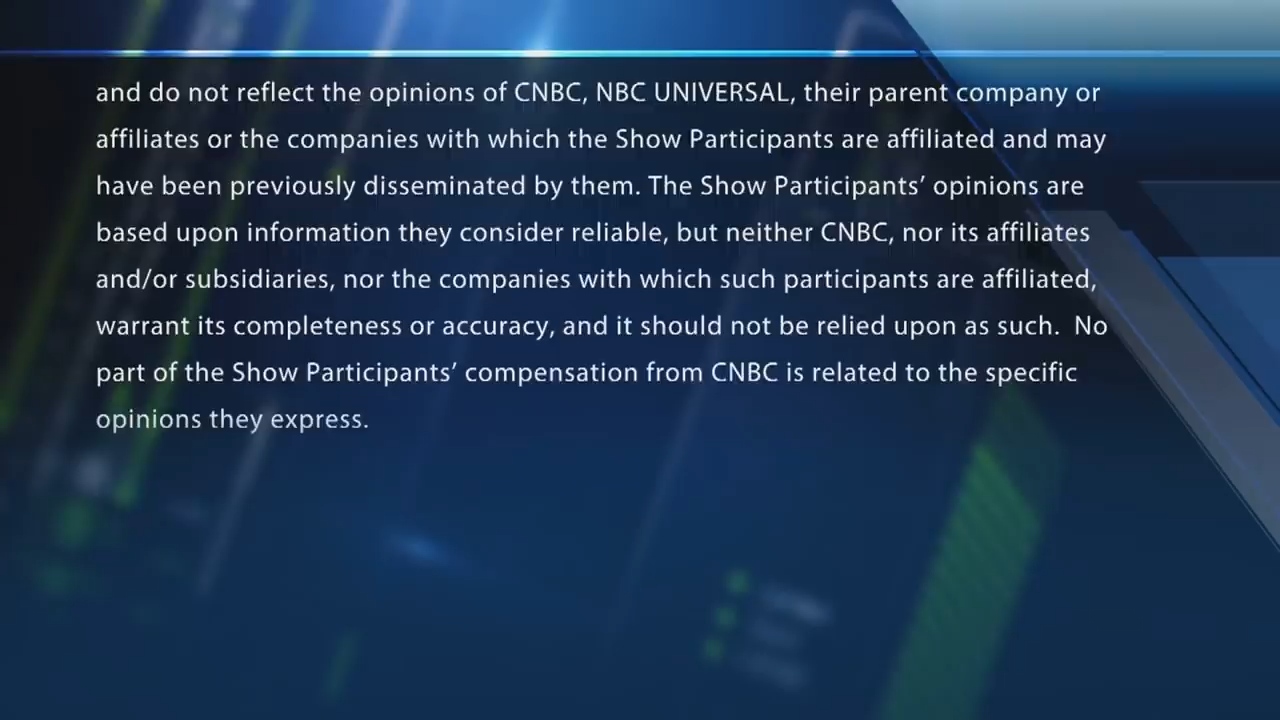 and do not reflect the opinions of CNBC, NBC UNIVERSAL, their parent company or
affiliates or the companies with which the Show Participants are affiliated and may
have been previously disseminated by them. The Show Participants’ opinions are
based upon information they consider reliable, but neither CNBC, nor its affiliates
and/or subsidiaries, nor the companies with which such participants are affiliated,
warrant its completeness or accuracy, and it should not be relied upon as such.  No
part of the Show Participants’ compensation from CNBC is related to the specific
opinions they express.